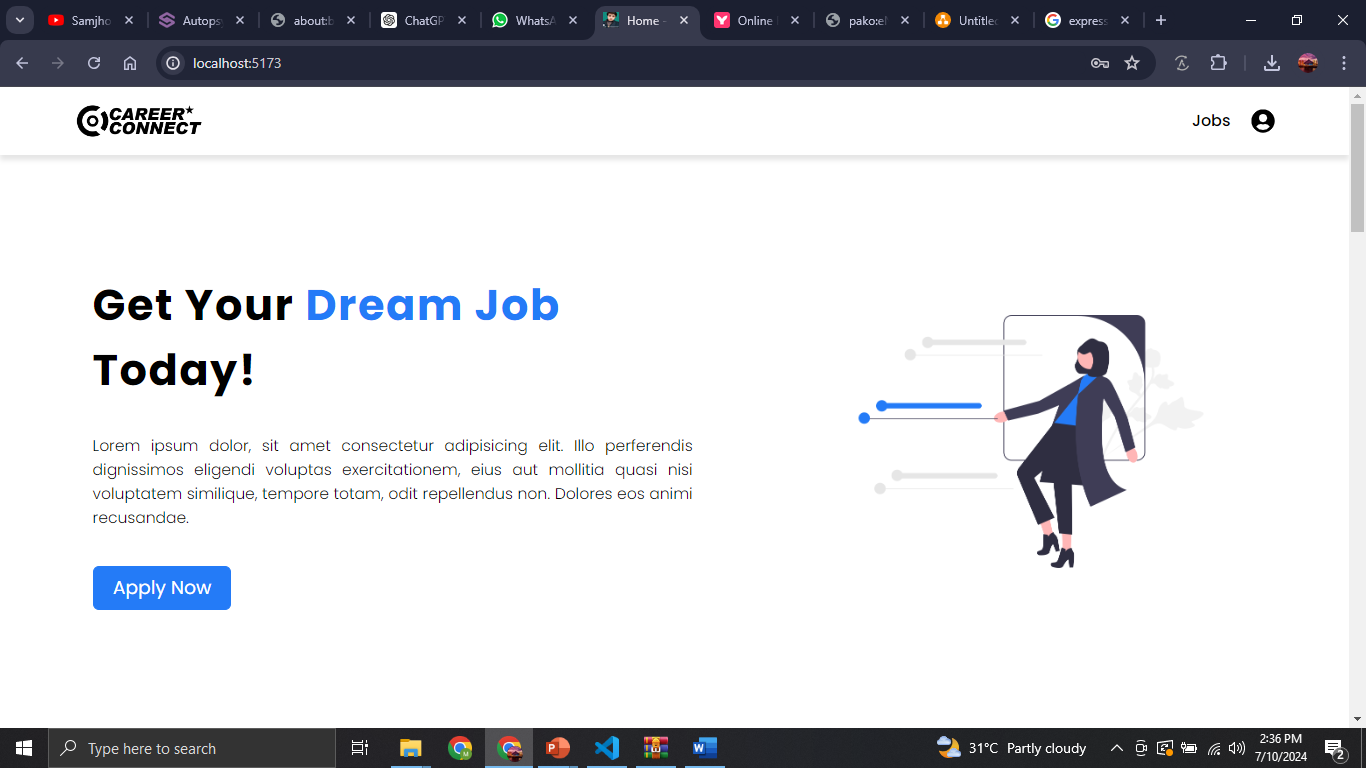 Samjho
Autops
about:b
ChatGP
WhatsA
Home -
Online
pako:eN
Untitled
express
localhost:5173
CAREER
CONNECT
Jobs
Get Your Dream Job
Today!
Lorem ipsum dolor, sit amet consectetur adipisicing elit. Illo perferendis
dignissimos eligendi voluptas exercitationem, eius aut mollitia quasi nisi
voluptatem similique, tempore totam, odit repellendus non. Dolores eos animi
recusandae.
Apply Now
Type here to search
31°C Partly cloudy
2:36 PM
7/10/2024
2